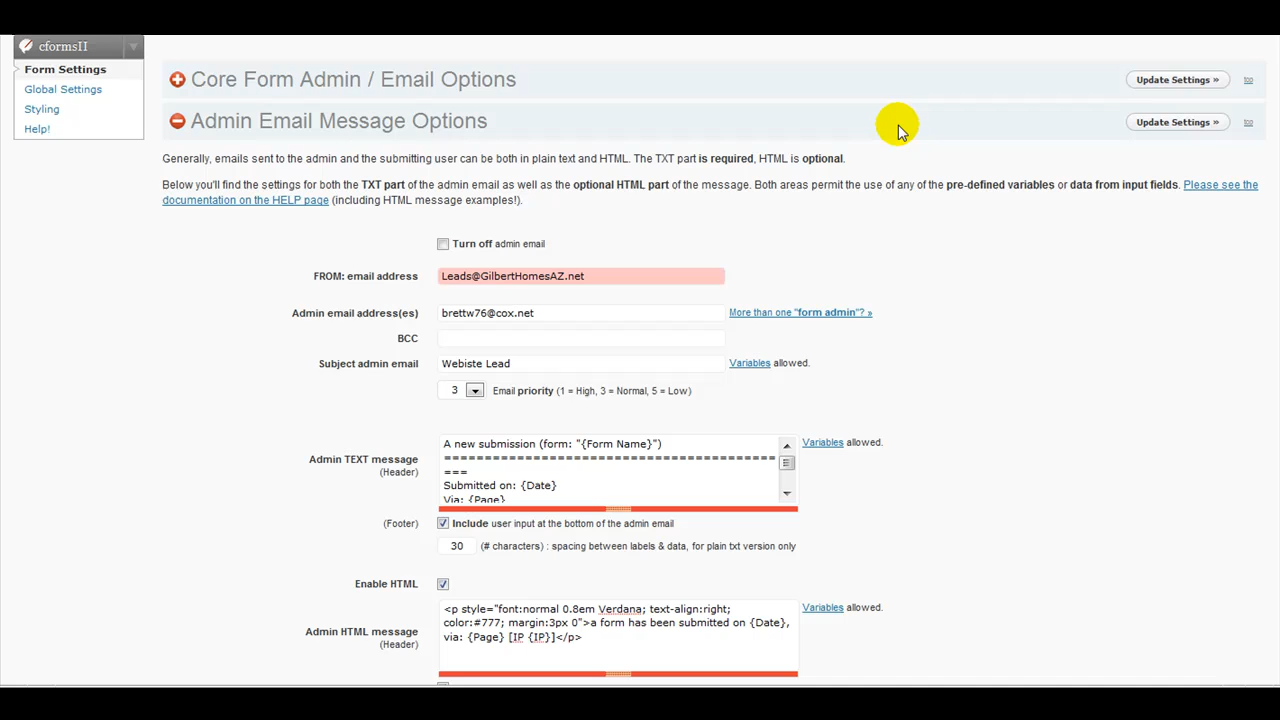 cformsII
Form Settings
Global Settings
Styling
Help!
Core Form Admin / Email Options
Update Settings »
top
Admin Email Message Options
Update Settings »
top
Generally, emails sent to the admin and the submitting user can be both in plain text and HTML. The TXT part is required, HTML is optional.
Below you'll find the settings for both the TXT part of the admin email as well as the optional HTML part of the message. Both areas permit the use of any of the pre-defined variables or data from input fields. Please see the
documentation on the HELP page (including HTML message examples!).
Turn off admin email
FROM: email address Leads@GilbertHomesAZ.net
Admin email address(es) brettw76@cox.net More than one "form admin"? »
BCC
Subject admin email Webiste Lead Variables allowed.
3 Email priority (1 = High, 3 = Normal, 5 = Low)
A new submission (form: "{Form Name}") Variables allowed.
Admin TEXT message =======================================
(Header) ===
Submitted on: {Date}
Via: {Page}
(Footer) Include user input at the bottom of the admin email
30 (# characters) : spacing between labels & data, for plain txt version only
Enable HTML
<p style="font:normal 0.8em Verdana; text-align:right; Variables allowed.
color:#777; margin:3px 0">a form has been submitted on {Date},
Admin HTML message via: {Page} [IP {IP}]</p>
(Header)